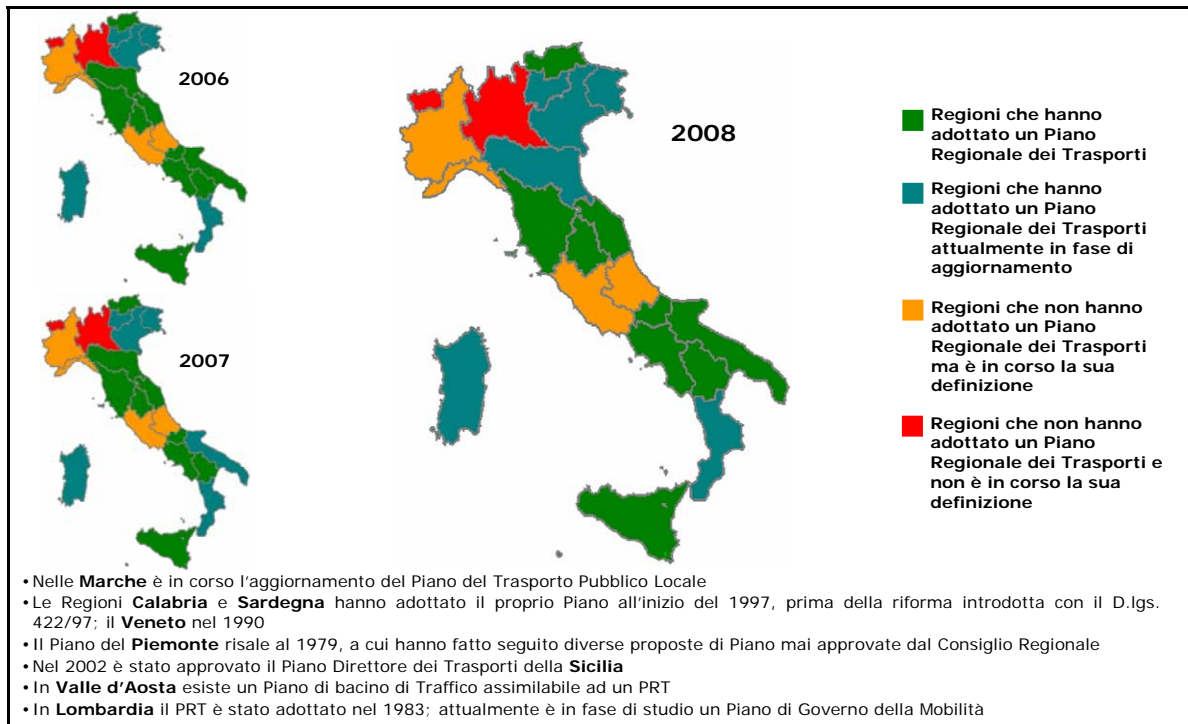 2006
2008
2007
Regioni che hanno
adottato un Piano
Regionale dei Trasporti
Regioni che hanno
adottato un Piano
Regionale dei Trasporti
attualmente in fase di
aggiornamento
Regioni che non hanno
adottato un Piano
Regionale dei Trasporti
ma è in corso la sua
definizione
Regioni che non hanno
adottato un Piano
Regionale dei Trasporti e
non è in corso la sua
definizione
• Nelle Marche è in corso l'aggiornamento del Piano del Trasporto Pubblico Locale
• Le Regioni Calabria e Sardegna hanno adottato il proprio Piano all'inizio del 1997, prima della riforma introdotta con il D.lgs.
422/97; il Veneto nel 1990
• Il Piano del Piemonte risale al 1979, a cui hanno fatto seguito diverse proposte di Piano mai approvate dal Consiglio Regionale
• Nel 2002 è stato approvato il Piano Direttore dei Trasporti della Sicilia
• In Valle d'Aosta esiste un Piano di bacino di Traffico assimilabile ad un PRT
• In Lombardia il PRT è stato adottato nel 1983; attualmente è in fase di studio un Piano di Governo della Mobilità